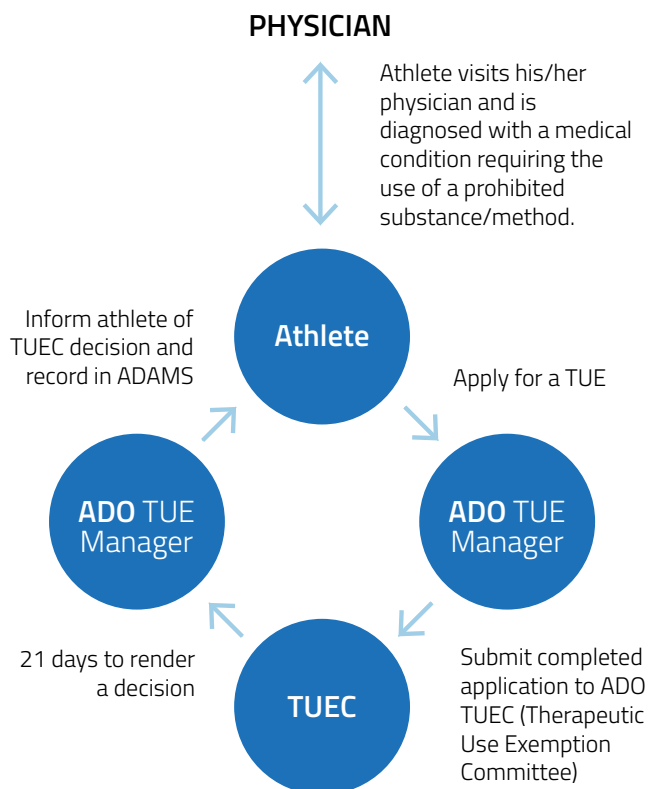 PHYSICIAN
Athlete visits his/her
physician and is
diagnosed with a medical
condition requiring the
use of a prohibited
substance/method.
Athlete
Inform athlete of
TUEC decision and
record in ADAMS
Apply for a TUE
ADO TUE
Manager
ADO TUE
Manager
21 days to render
a decision
TUEC
Submit completed
application to ADO
TUEC (Therapeutic
Use Exemption
Committee)